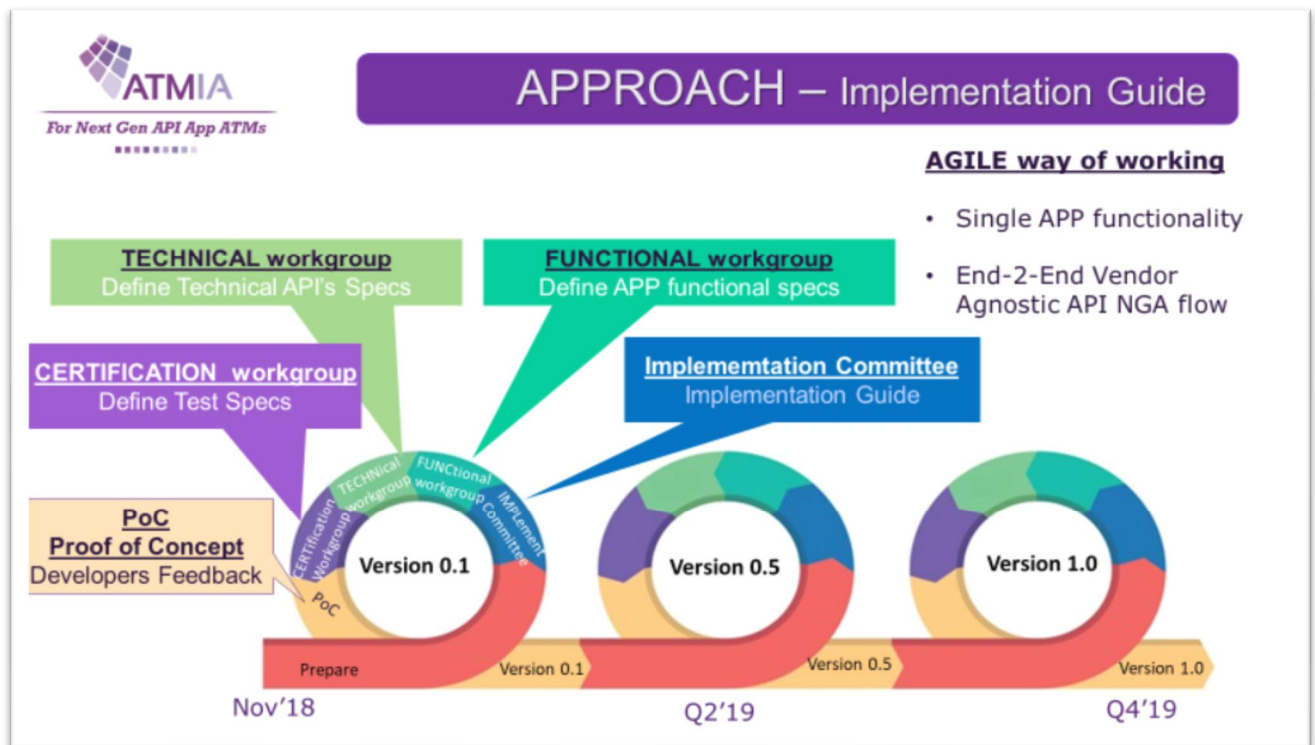 ATMIA
For Next Gen API App ATMs
APPROACH – Implementation Guide
AGILE way of working
• Single APP functionality
• End-2-End Vendor
Agnostic API NGA flow
TECHNICAL workgroup
Define Technical API's Specs
FUNCTIONAL workgroup
Define APP functional specs
CERTIFICATION workgroup
Define Test Specs
Implememtation Committee
Implementation Guide
PoC
Proof of Concept
Developers Feedback
TECHNical
workgroup
FUNCtional
workgroup
IMPLement
Committee
CERTification
Workgroup
PoC
Version 0.1
Version 0.5
Version 1.0
Prepare
Version 0.1
Version 0.5
Version 1.0
Nov'18
Q2'19
Q4'19